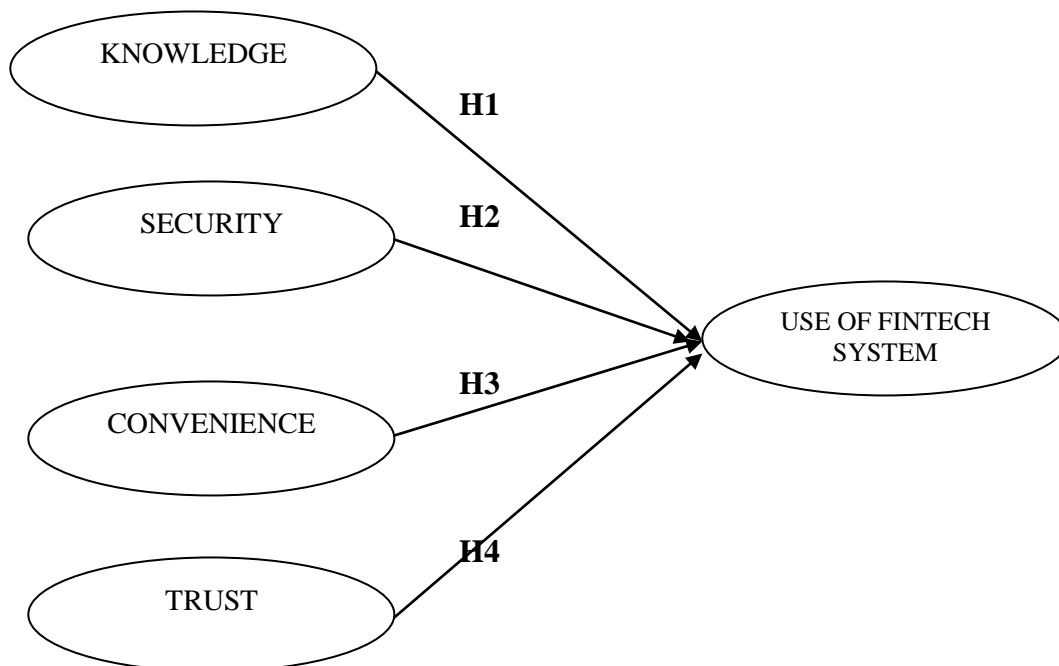 KNOWLEDGE
H1
SECURITY
H2
USE OF FINTECH
SYSTEM
CONVENIENCE
H3
TRUST
H4